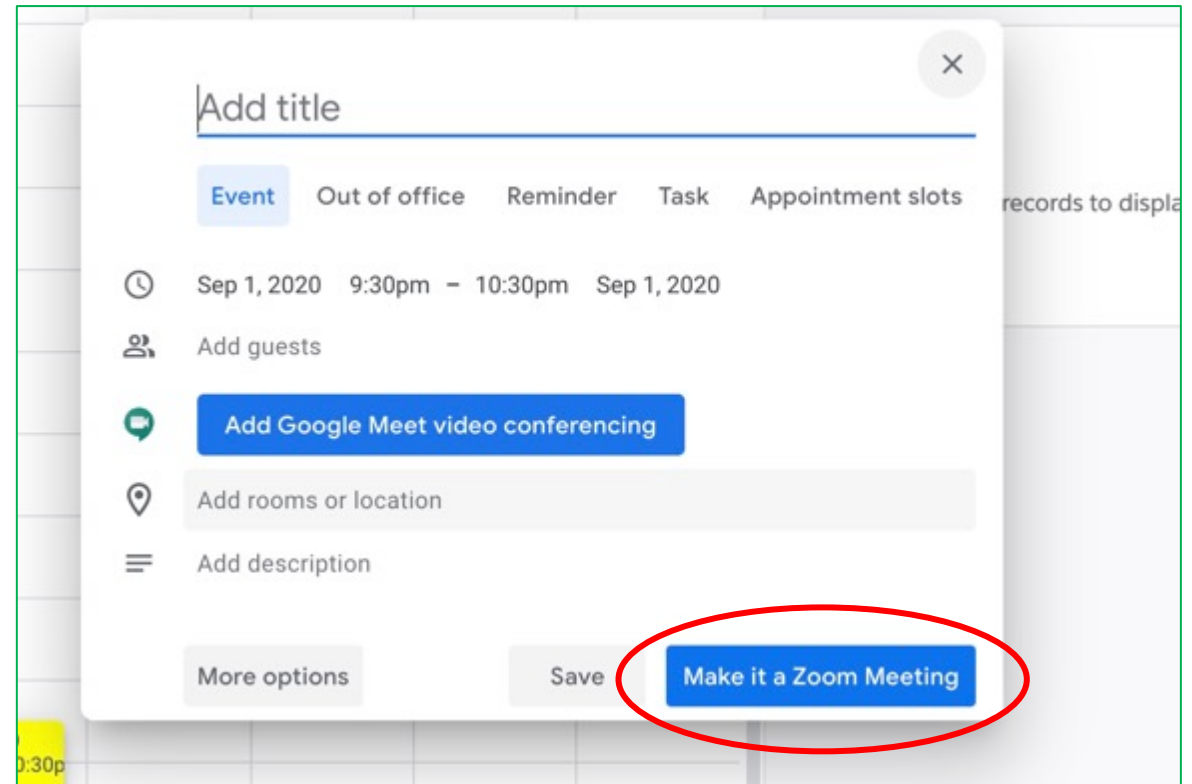 Add title
Event Out of office Reminder Task Appointment slots
records to displa
Sep 1, 2020 9:30pm – 10:30pm Sep 1, 2020
Add guests
Add Google Meet video conferencing
Add rooms or location
Add description
More options Save Make it a Zoom Meeting
0:30p